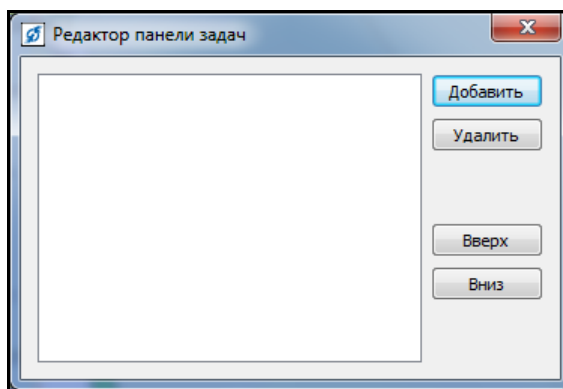 Редактор панели задач
Добавить
Удалить
Вверх
Вниз